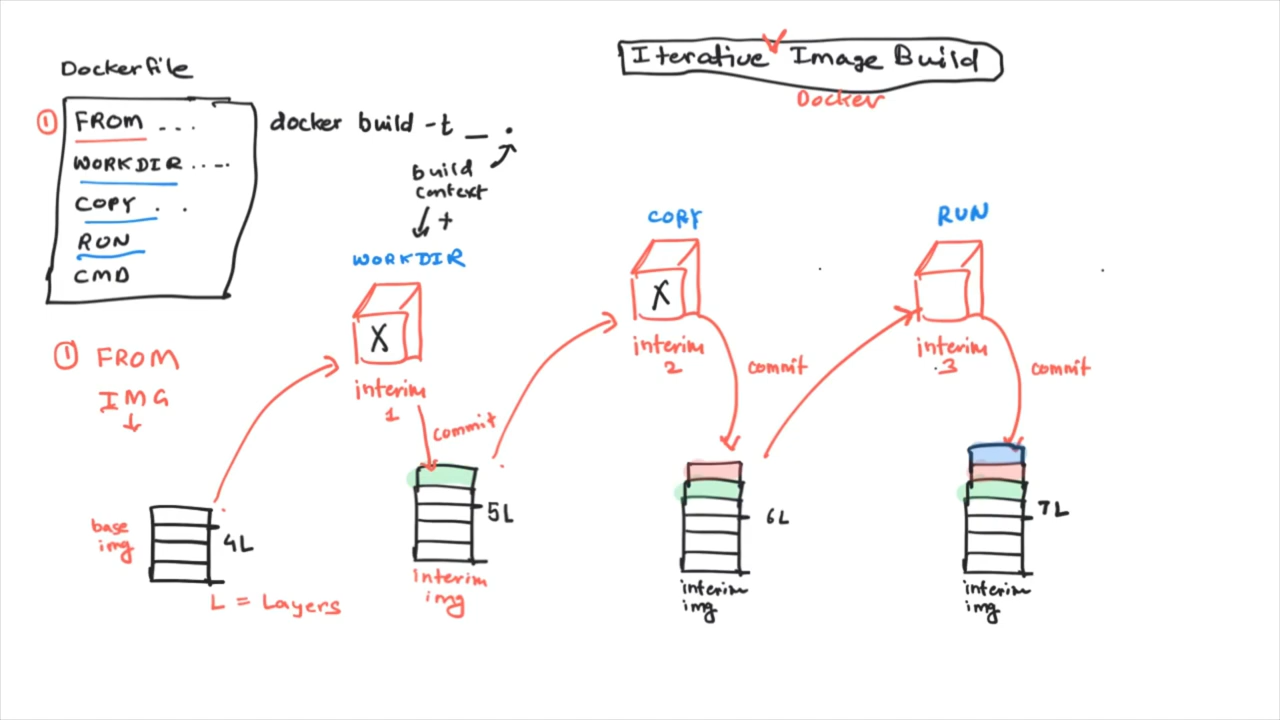 Iterative Image Build
Docker
Dockerfile
① FROM ...
WORKDIR .....
COPY . .
RUN
CMD
docker build -t _ .
build
context
+
① FROM
IMG
base
img
4L
L = Layers
WORKDIR
X
interim
1
commit
5L
interim
img
COPY
X
interim
2
commit
6L
interim
img
RUN
interim
3
commit
7L
interim
img